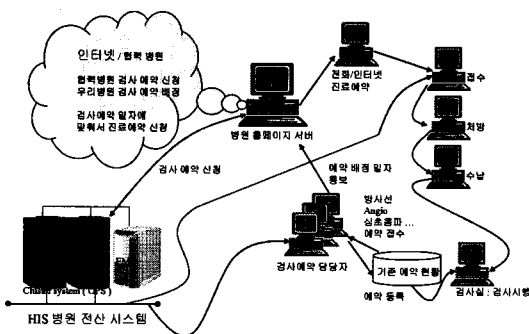 인터넷 / 협력 병원
협력병원 검사 예약 신청
우리병원 검사 예약 배정
검사예약 일자에
맞춰서 진료예약 신청
전화/인터넷
진료예약
접수
처방
수납
병원 홈페이지 서버
검사 예약 신청
예약 배정 일자
통보
방사선
Angio
심초음파 ...
예약 접수
검사예약 담당자
기존 예약 현황
예약 등록
검사실 : 검사시행
HIS 병원 전산 시스템